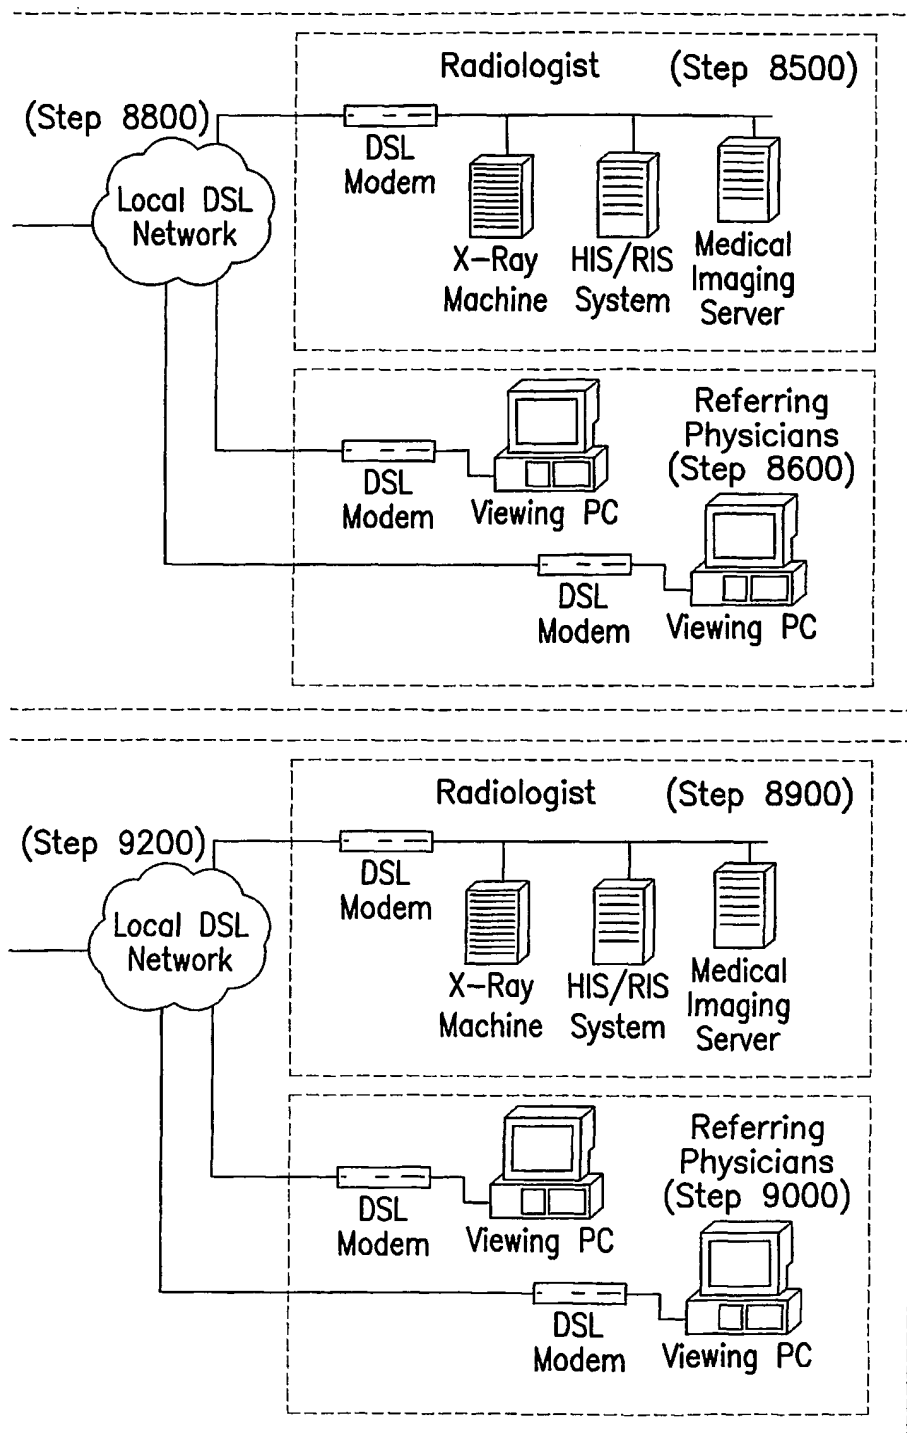 Radiologist (Step 8500)
(Step 8800)
DSL
Modem
Local DSL
Network
X-Ray
Machine
HIS/RIS
System
Medical
Imaging
Server
Referring
Physicians
(Step 8600)
DSL
Modem
Viewing PC
DSL
Modem
Viewing PC
Radiologist (Step 8900)
(Step 9200)
DSL
Modem
Local DSL
Network
X-Ray
Machine
HIS/RIS
System
Medical
Imaging
Server
Referring
Physicians
(Step 9000)
DSL
Modem
Viewing PC
DSL
Modem
Viewing PC